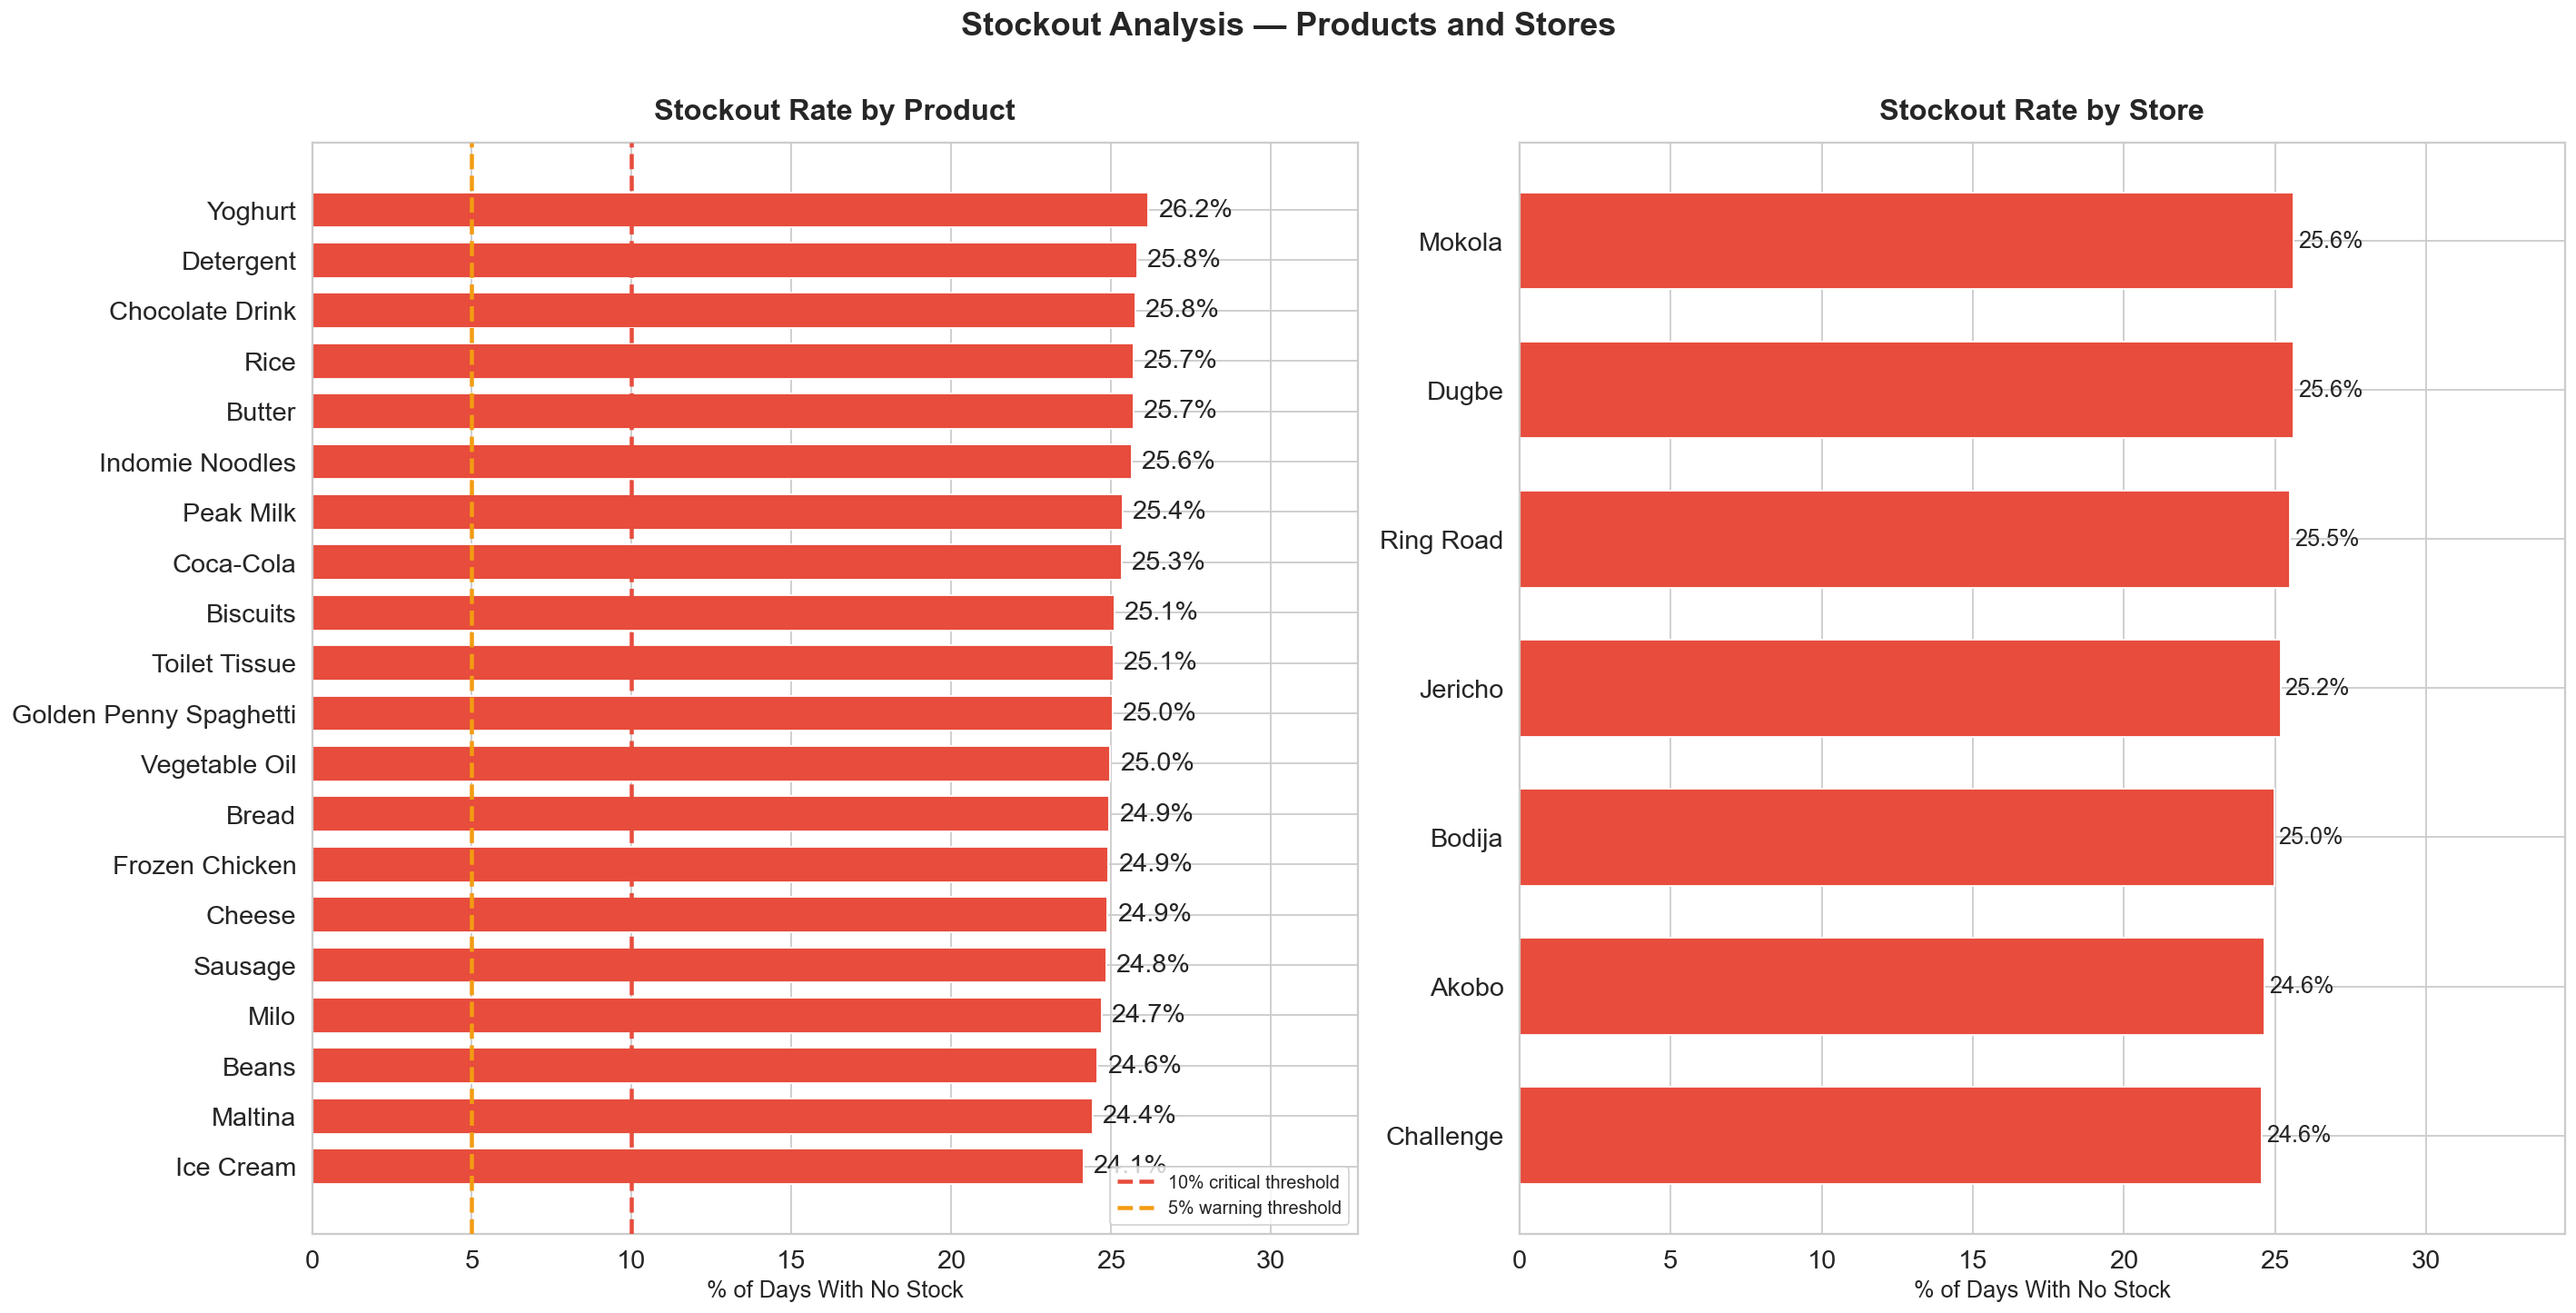 Stockout Analysis — Products and Stores
Stockout Rate by Product
Yoghurt 26.2%
Detergent 25.8%
Chocolate Drink 25.8%
Rice 25.7%
Butter 25.7%
Indomie Noodles 25.6%
Peak Milk 25.4%
Coca-Cola 25.3%
Biscuits 25.1%
Toilet Tissue 25.1%
Golden Penny Spaghetti 25.0%
Vegetable Oil 25.0%
Bread 24.9%
Frozen Chicken 24.9%
Cheese 24.9%
Sausage 24.8%
Milo 24.7%
Beans 24.6%
Maltina 24.4%
Ice Cream 24.1%
10% critical threshold
5% warning threshold
0 5 10 15 20 25 30
% of Days With No Stock
Stockout Rate by Store
Mokola 25.6%
Dugbe 25.6%
Ring Road 25.5%
Jericho 25.2%
Bodija 25.0%
Akobo 24.6%
Challenge 24.6%
0 5 10 15 20 25 30
% of Days With No Stock